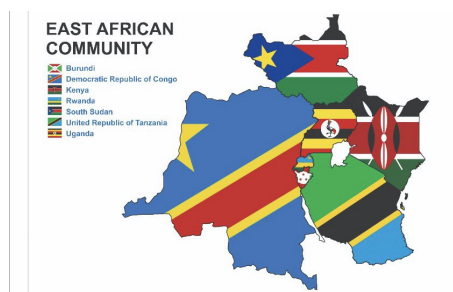 EAST AFRICAN
COMMUNITY
Burundi
Democratic Republic of Congo
Kenya
Rwanda
South Sudan
United Republic of Tanzania
Uganda